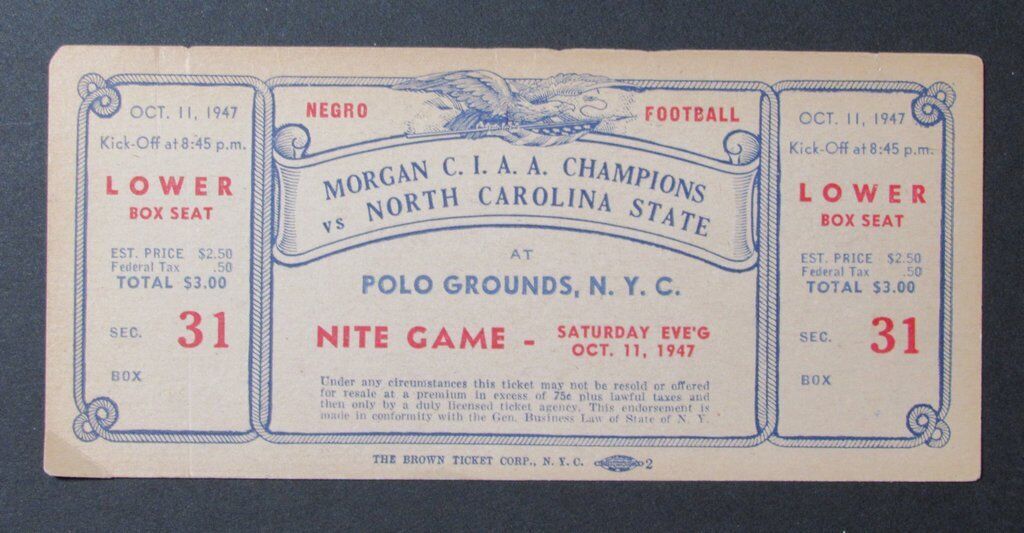 OCT. 11, 1947
Kick-Off at 8:45 p.m.
LOWER
BOX SEAT
EST. PRICE $2.50
Federal Tax .50
TOTAL $3.00
SEC. 31
BOX
NEGRO FOOTBALL
MORGAN C. I. A. A. CHAMPIONS
vs NORTH CAROLINA STATE
AT
POLO GROUNDS, N. Y. C.
NITE GAME - SATURDAY EVE'G
OCT. 11, 1947
Under any circumstances this ticket may not be resold or offered
for resale at a premium in excess of 75c plus lawful taxes and
then only by a duly licensed ticket agency. This endorsement is
made in conformity with the Gen. Business Law of State of N. Y.
THE BROWN TICKET CORP., N. Y. C. 2
OCT. 11, 1947
Kick-Off at 8:45 p.m.
LOWER
BOX SEAT
EST. PRICE $2.50
Federal Tax .50
TOTAL $3.00
SEC. 31
BOX